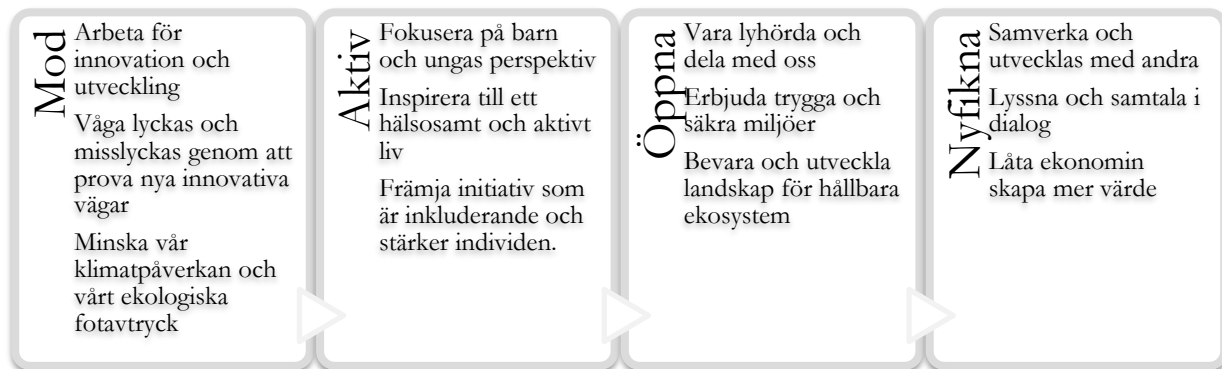 Mod
Arbeta för
innovation och
utveckling
Våga lyckas och
misslyckas genom att
prova nya innovativa
vägar
Minska vår
klimatpåverkan och
vårt ekologiska
fotavtryck
Aktiv
Fokusera på barn
och ungas perspektiv
Inspirera till ett
hälsosamt och aktivt
liv
Främja initiativ som
är inkluderande och
stärker individen.
Öppna
Vara lyhörda och
dela med oss
Erbjuda trygga och
säkra miljöer
Bevara och utveckla
landskap för hållbara
ekosystem
Nyfikna
Samverka och
utvecklas med andra
Lyssna och samtala i
dialog
Låta ekonomin
skapa mer värde